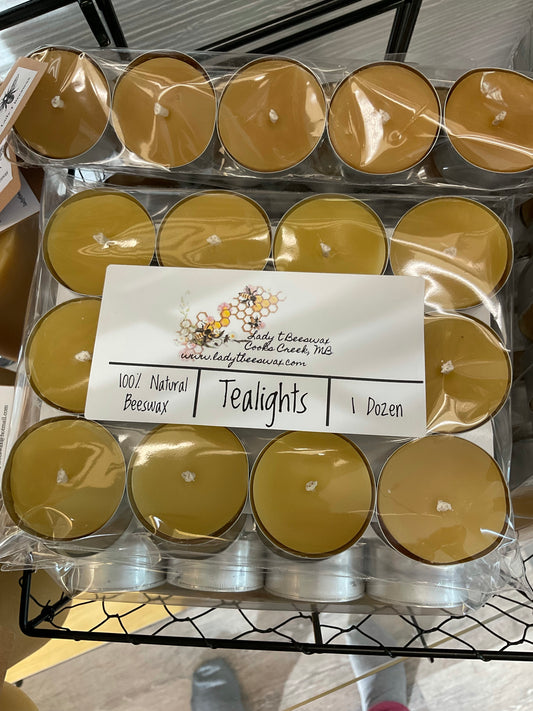 Lady t Beeswax
Cooks Creek, MB
www.ladytbeeswax.com
100% Natural
Beeswax
Tealights
1 Dozen